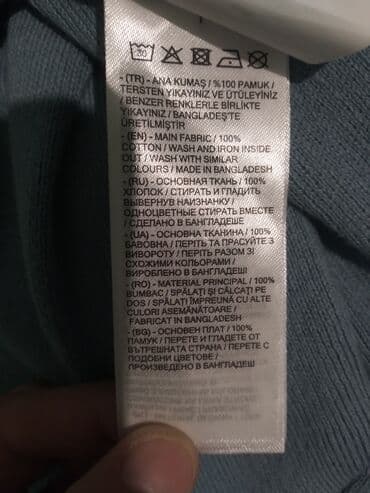 30
- (TR) - ANA KUMAŞ / %100 PAMUK /
TERSTEN YIKAYINIZ VE ÜTÜLEYİNİZ
/ BENZER RENKLERLE BİRLİKTE
YIKAYINIZ / BANGLADEŞ'TE
ÜRETİLMİŞTİR
- (EN) - MAIN FABRIC / 100%
COTTON / WASH AND IRON INSIDE
OUT / WASH WITH SIMILAR
COLOURS / MADE IN BANGLADESH
- (RU) - ОСНОВНАЯ ТКАНЬ / 100%
ХЛОПОК / СТИРАТЬ И ГЛАДИТЬ
ВЫВЕРНУВ НАИЗНАНКУ /
ОДНОЦВЕТНЫЕ СТИРАТЬ ВМЕСТЕ
/ СДЕЛАНО В БАНГЛАДЕШЕ
- (UA) - ОСНОВНА ТКАНИНА / 100%
БАВОВНА / ПЕРІТЬ ТА ПРАСУЙТЕ З
ВИВОРОТУ / ПЕРІТЬ РАЗОМ ЗІ
СХОЖИМИ КОЛЬОРАМИ /
ВИРОБЛЕНО В БАНГЛАДЕШІ
- (RO) - MATERIAL PRINCIPAL / 100%
BUMBAC / SPĂLAȚI ȘI CĂLCAȚI PE
DOS / SPĂLAȚI ÎMPREUNĂ CU ALTE
CULORI ASEMĂNĂTOARE /
FABRICAT IN BANGLADESH
- (BG) - ОСНОВЕН ПЛАТ / 100%
ПАМУК / ПЕРЕТЕ И ГЛАДЕТЕ ОТ
ВЪТРЕШНАТА СТРАНА / ПЕРЕТЕ С
ПОДОБНИ ЦВЕТОВЕ /
ПРОИЗВЕДЕНО В БАНГЛАДЕШ